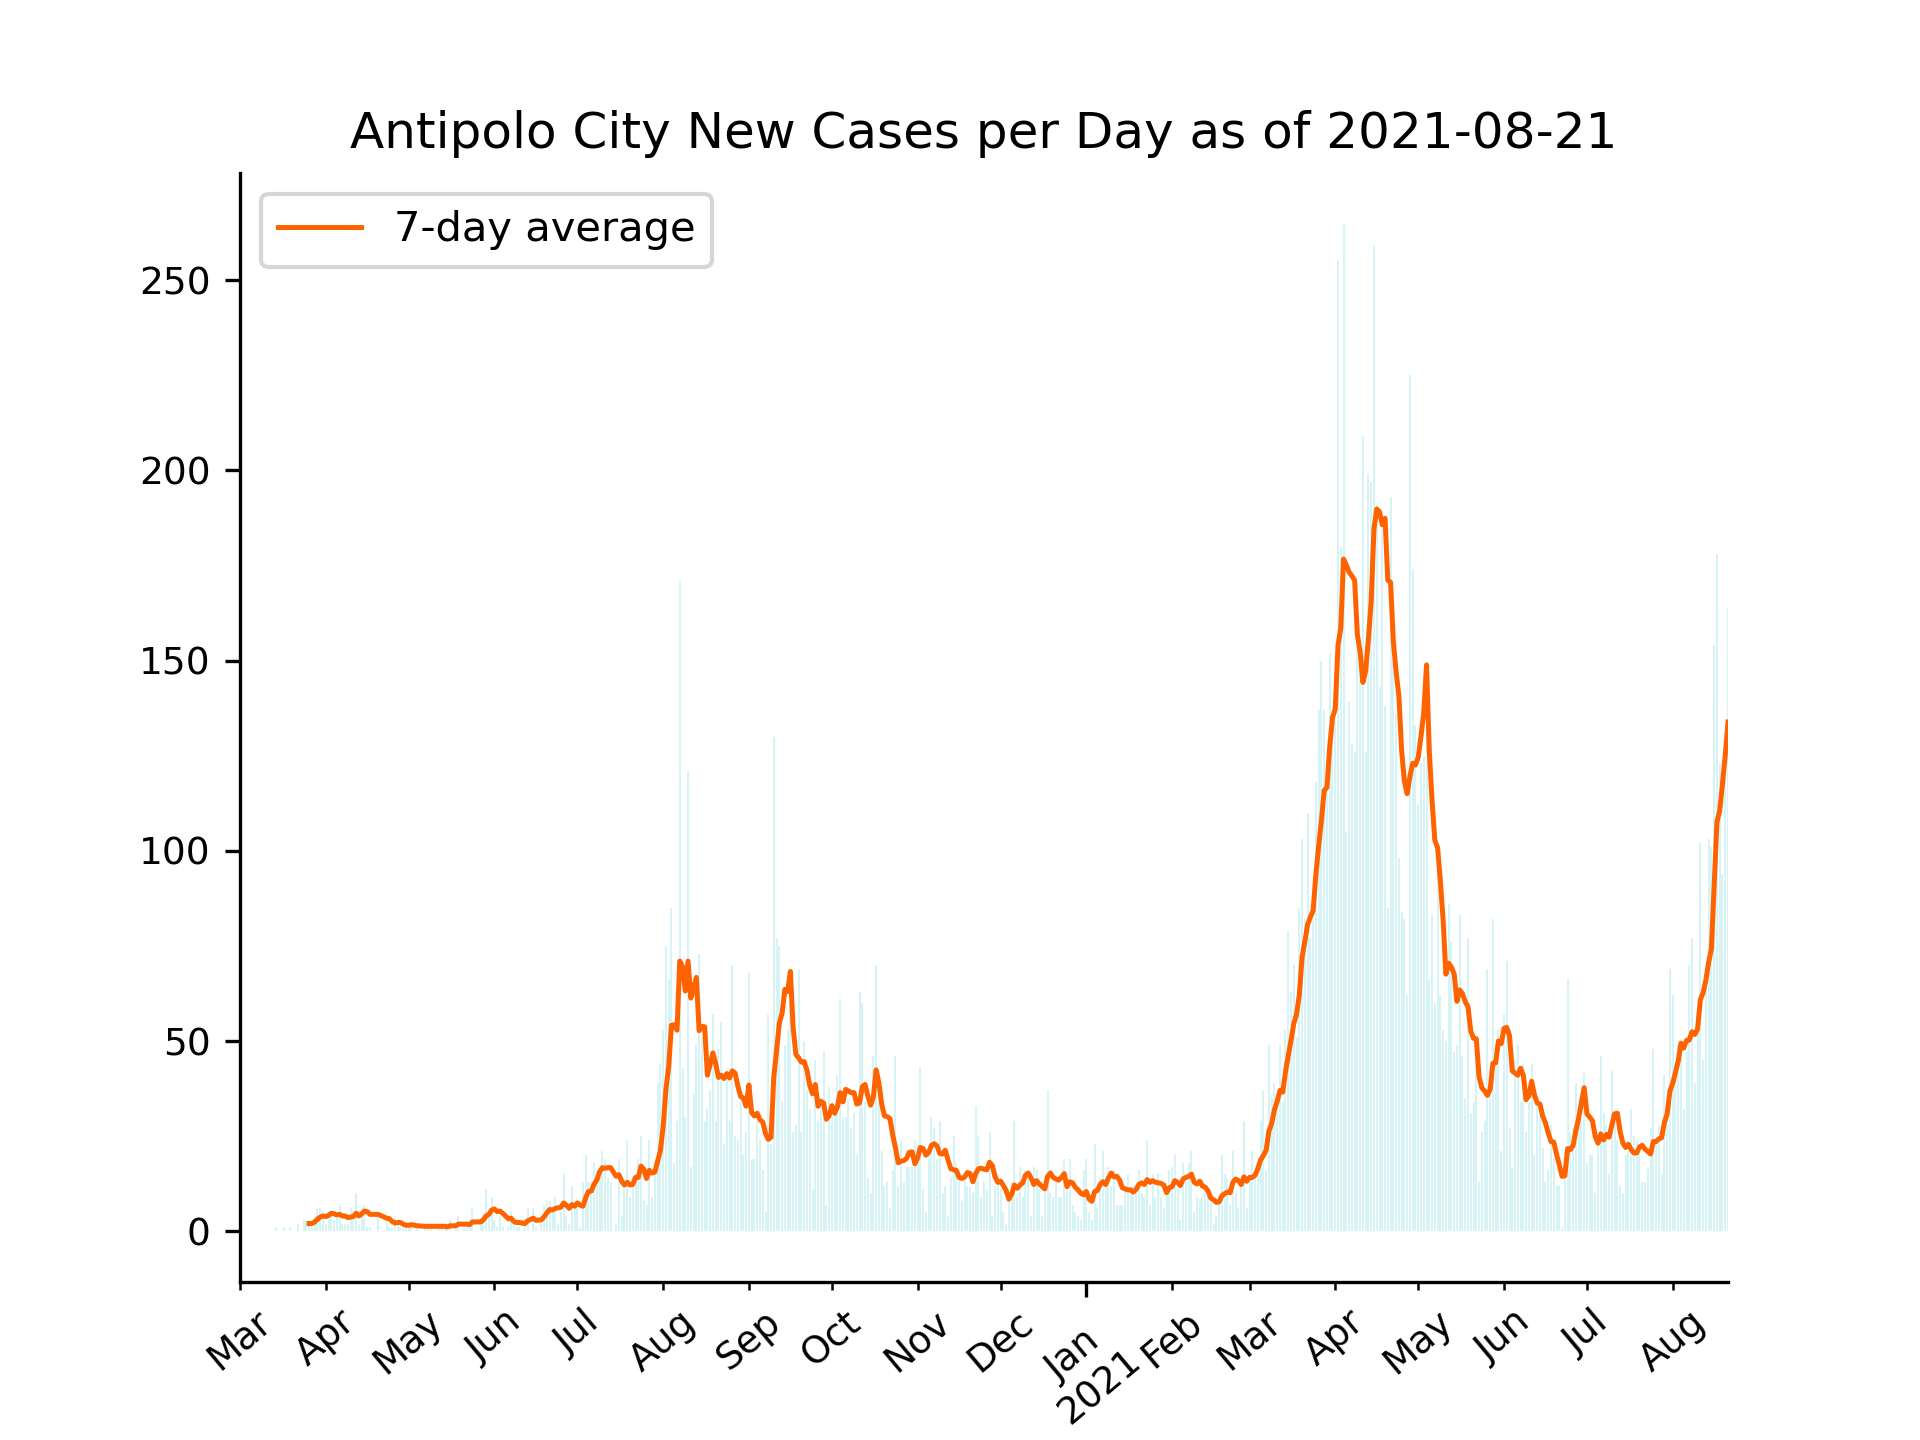 Antipolo City New Cases per Day as of 2021-08-21
7-day average
250
200
150
100
50
0
Mar
Apr
May
Jun
Jul
Aug
Sep
Oct
Nov
Dec
Jan
2021
Feb
Mar
Apr
May
Jun
Jul
Aug